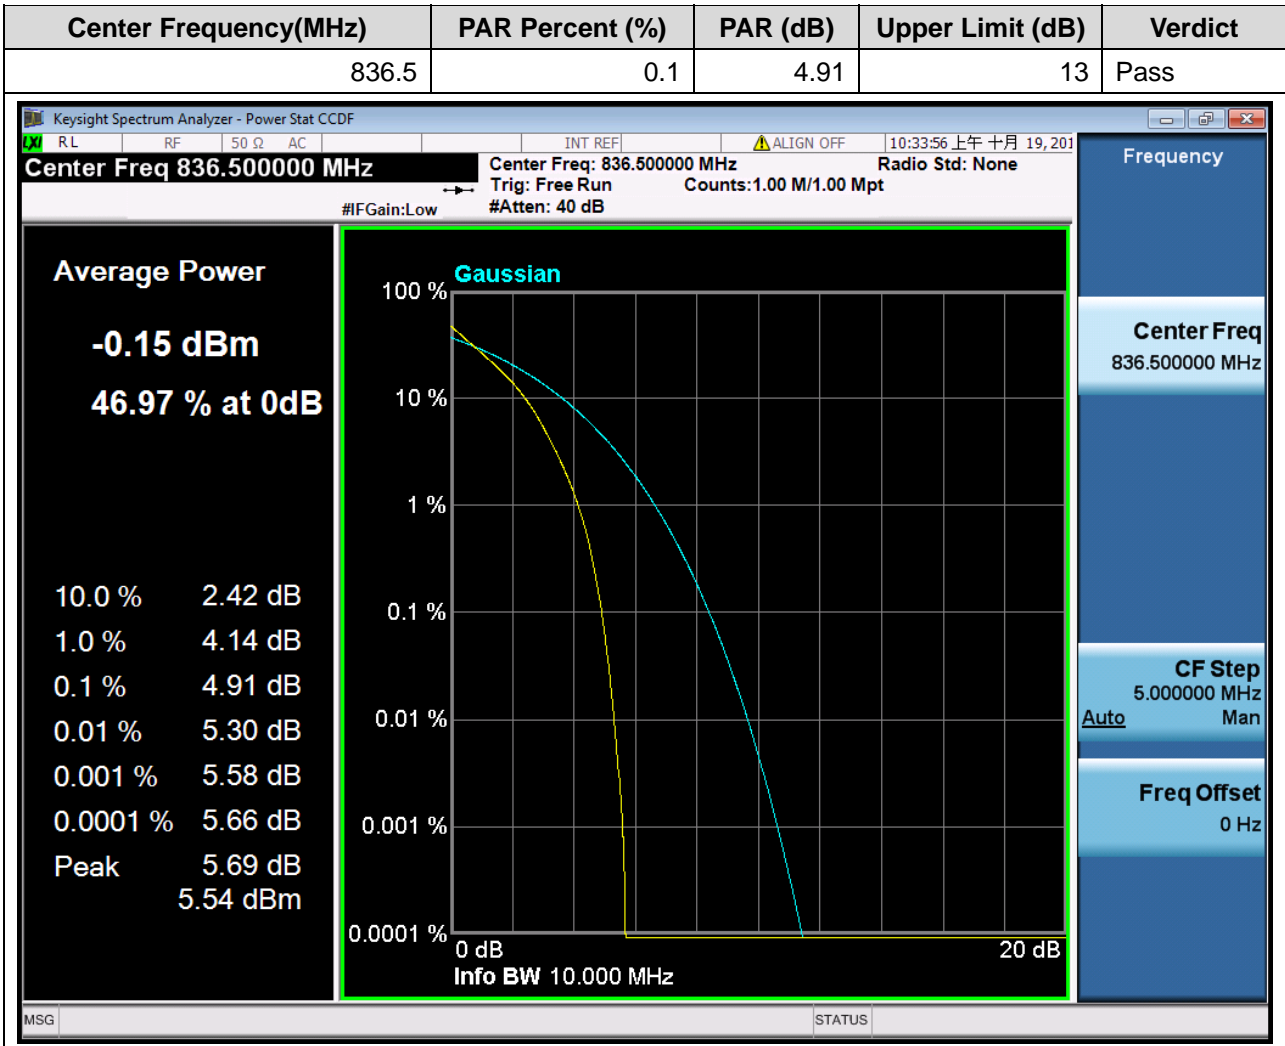 Center Frequency(MHz) PAR Percent (%) PAR (dB) Upper Limit (dB) Verdict
836.5 0.1 4.91 13 Pass
Keysight Spectrum Analyzer - Power Stat CCDF
LXI RL RF 50 Ω AC INT REF ALIGN OFF 10:33:56 上午 十月 19, 201
Center Freq 836.500000 MHz
Center Freq: 836.500000 MHz Radio Std: None
Trig: Free Run Counts:1.00 M/1.00 Mpt
#IFGain:Low #Atten: 40 dB
Average Power
-0.15 dBm
46.97 % at 0dB
10.0 % 2.42 dB
1.0 % 4.14 dB
0.1 % 4.91 dB
0.01 % 5.30 dB
0.001 % 5.58 dB
0.0001 % 5.66 dB
Peak 5.69 dB
5.54 dBm
Gaussian
100 %
10 %
1 %
0.1 %
0.01 %
0.001 %
0.0001 %
0 dB 20 dB
Info BW 10.000 MHz
Frequency
Center Freq
836.500000 MHz
CF Step
5.000000 MHz
Auto Man
Freq Offset
0 Hz
MSG STATUS